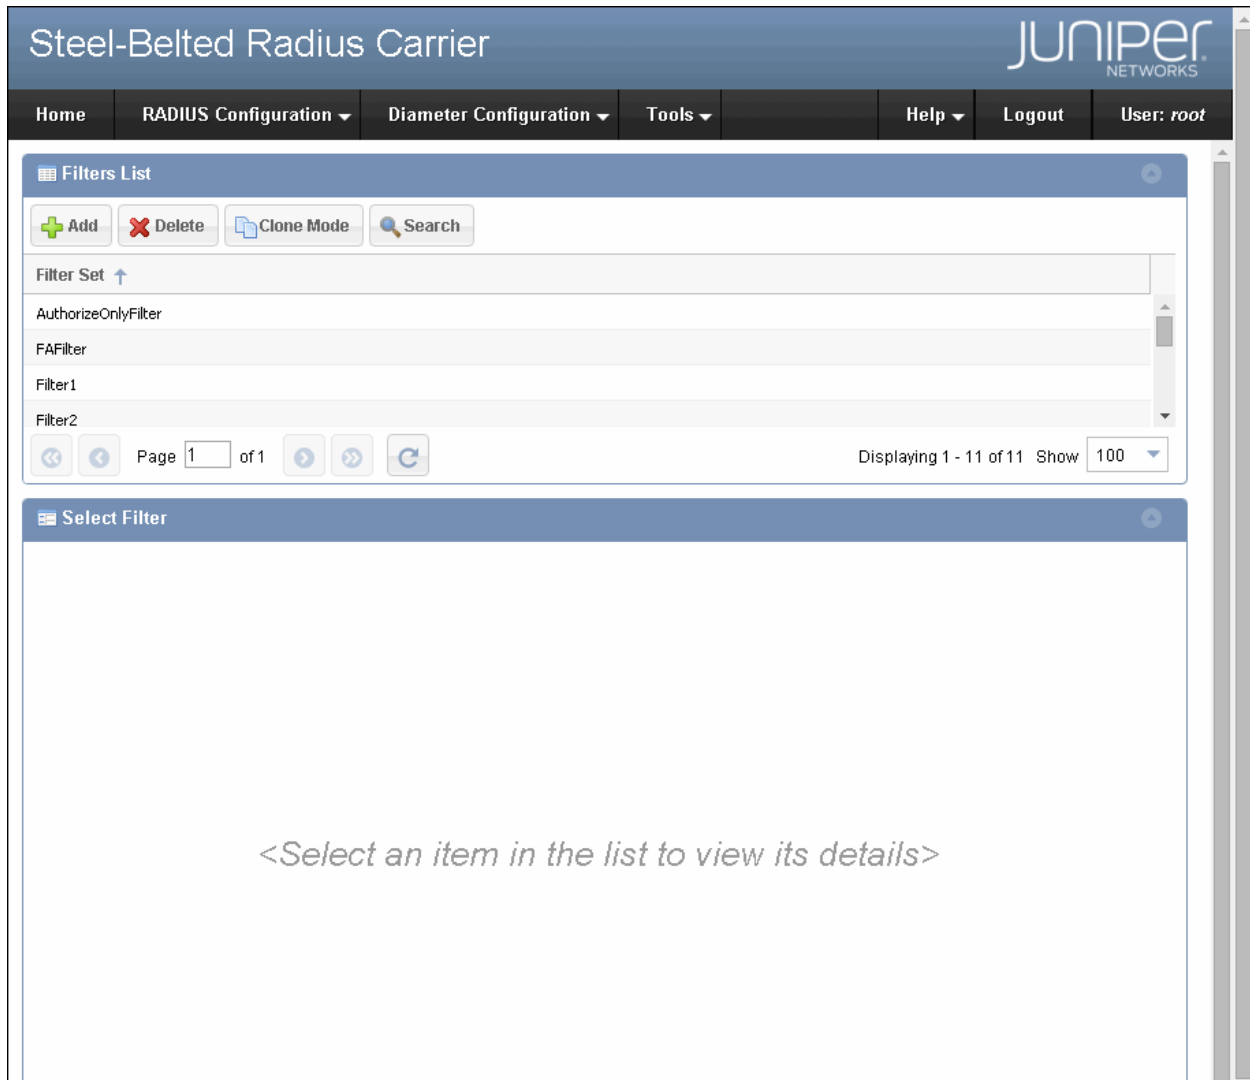 Steel-Belted Radius Carrier
JUNIPEr
NETWORKS
Home RADIUS Configuration Diameter Configuration Tools Help Logout User: root
Filters List
Add Delete Clone Mode Search
Filter Set
AuthorizeOnlyFilter
FAFilter
Filter1
Filter2
Page 1 of 1 Displaying 1 - 11 of 11 Show 100
Select Filter
<Select an item in the list to view its details>